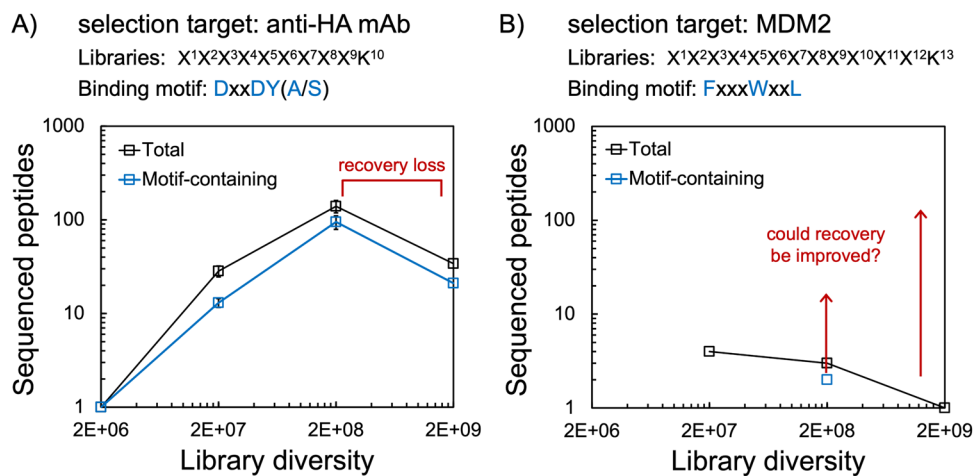 A) selection target: anti-HA mAb
Libraries: X¹X²X³X⁴X⁵X⁶X⁷X⁸X⁹K¹⁰
Binding motif: DxxDY(A/S)
1000
100
10
1
Sequenced peptides
Total
Motif-containing
recovery loss
2E+06 2E+07 2E+08 2E+09
Library diversity
B) selection target: MDM2
Libraries: X¹X²X³X⁴X⁵X⁶X⁷X⁸X⁹X¹⁰X¹¹X¹²K¹³
Binding motif: FxxxWxxL
1000
100
10
1
Sequenced peptides
Total
Motif-containing
could recovery
be improved?
2E+06 2E+07 2E+08 2E+09
Library diversity